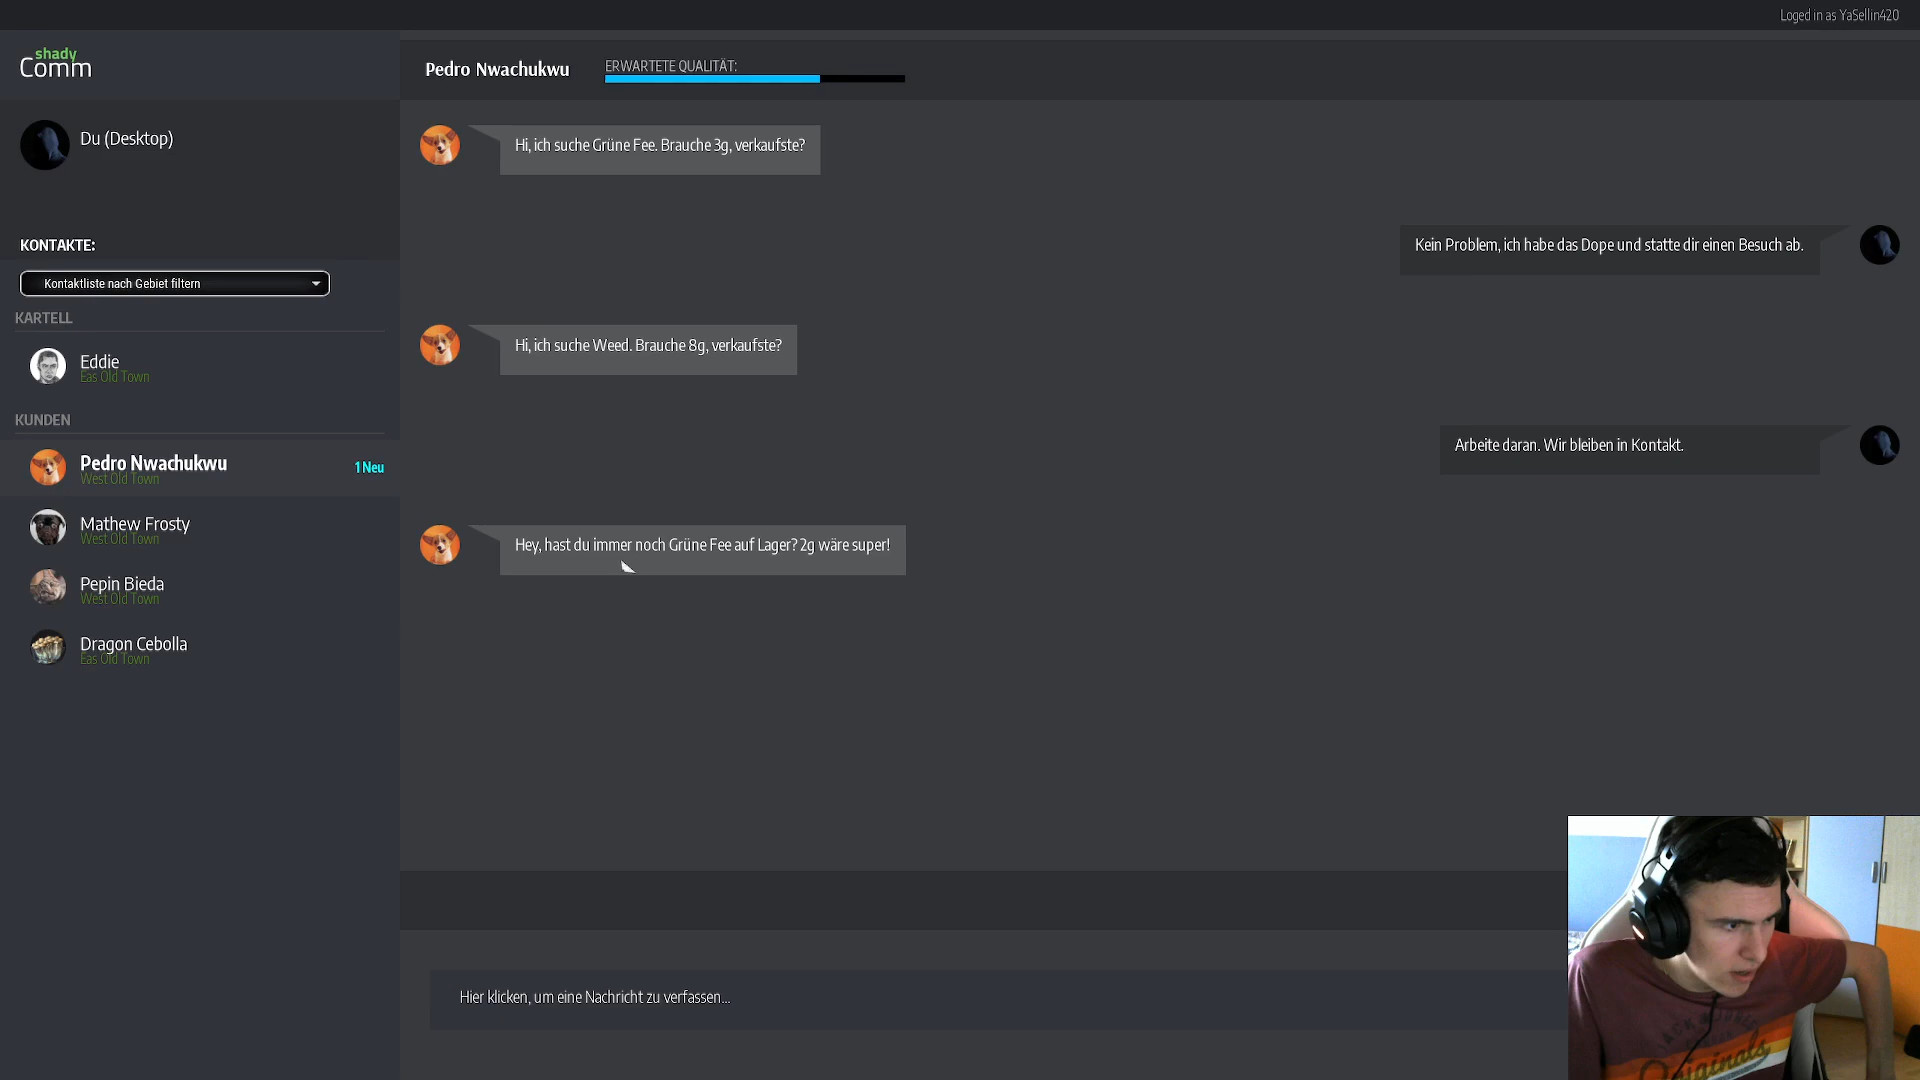 Loged in as YaSellin420
shady
Comm
Pedro Nwachukwu
ERWARTETE QUALITÄT:
Du (Desktop)
Hi, ich suche Grüne Fee. Brauche 3g, verkaufste?
Kein Problem, ich habe das Dope und statte dir einen Besuch ab.
KONTAKTE:
Kontaktliste nach Gebiet filtern
KARTELL
Eddie
Eas Old Town
Hi, ich suche Weed. Brauche 8g, verkaufste?
KUNDEN
Arbeite daran. Wir bleiben in Kontakt.
Pedro Nwachukwu
1 Neu
West Old Town
Mathew Frosty
West Old Town
Hey, hast du immer noch Grüne Fee auf Lager? 2g wäre super!
Pepin Bieda
West Old Town
Dragon Cebolla
Eas Old Town
Hier klicken, um eine Nachricht zu verfassen...
Originals